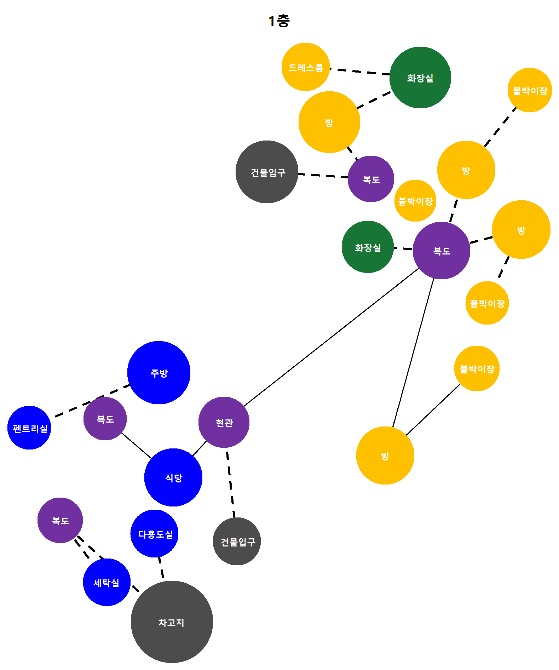 1층
드레스룸
화장실
붙박이장
방
방
건물입구
복도
붙박이장
방
화장실
복도
붙박이장
붙박이장
주방
복도
현관
펜트리실
방
식당
복도
다용도실
건물입구
세탁실
차고지